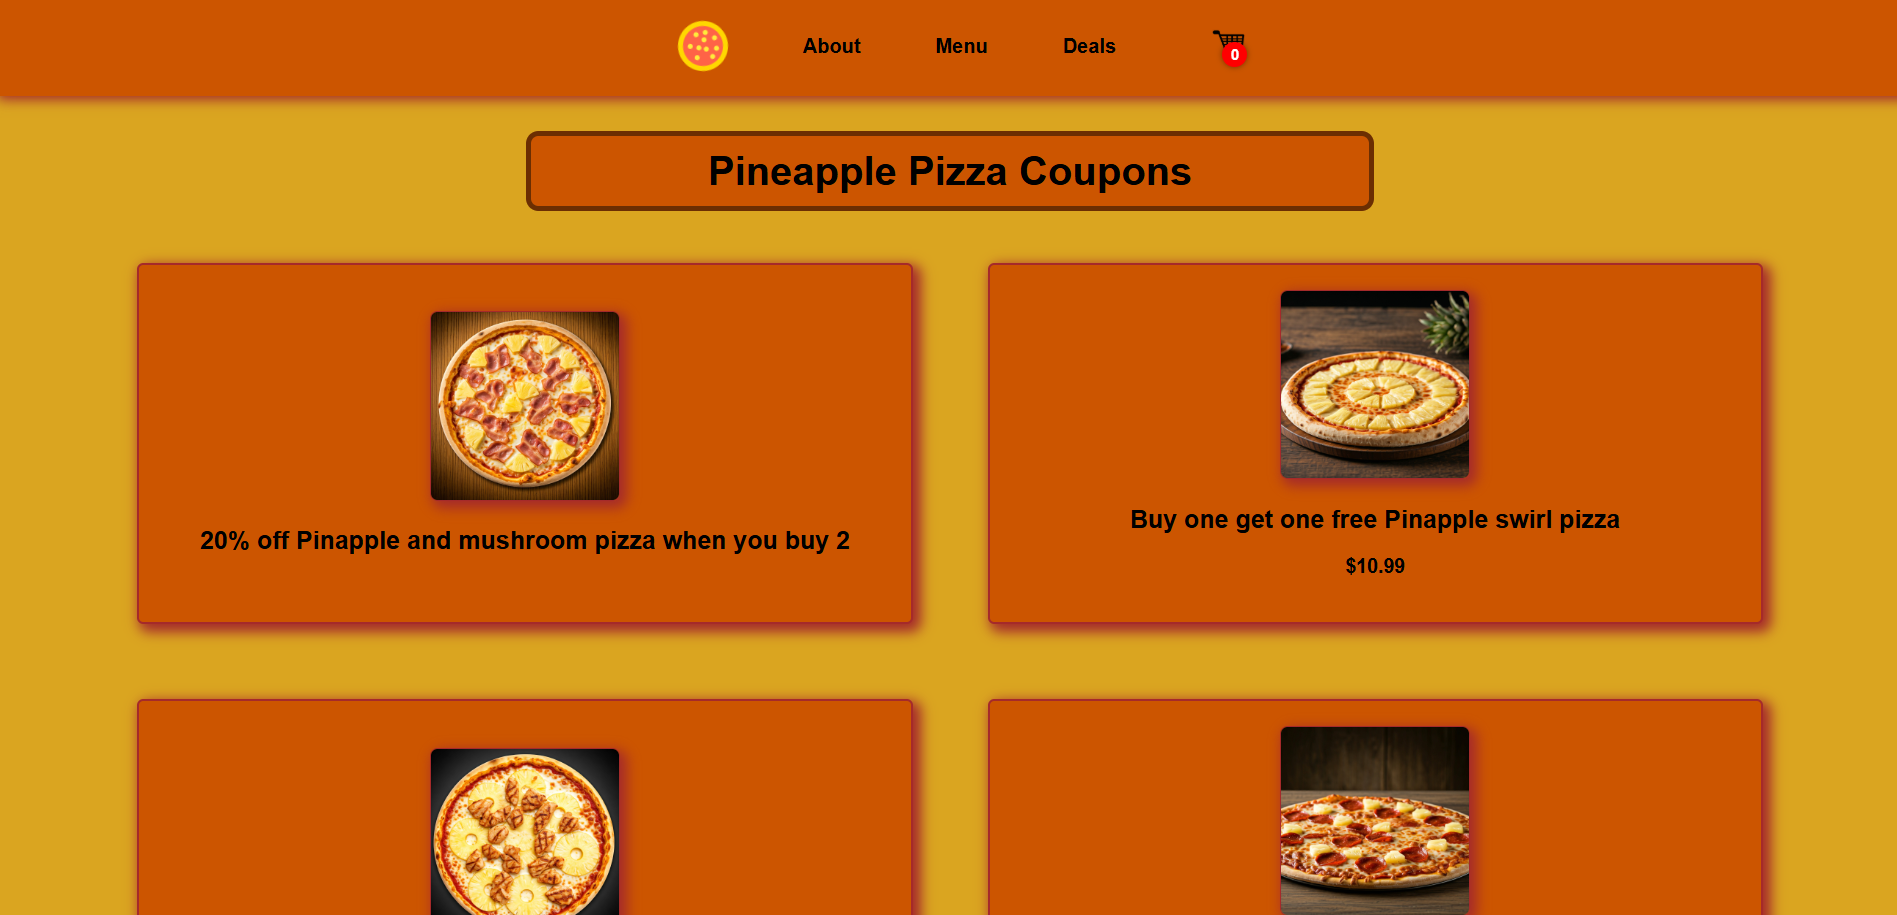 About
Menu
Deals
0
Pineapple Pizza Coupons
20% off Pinapple and mushroom pizza when you buy 2
Buy one get one free Pinapple swirl pizza
$10.99